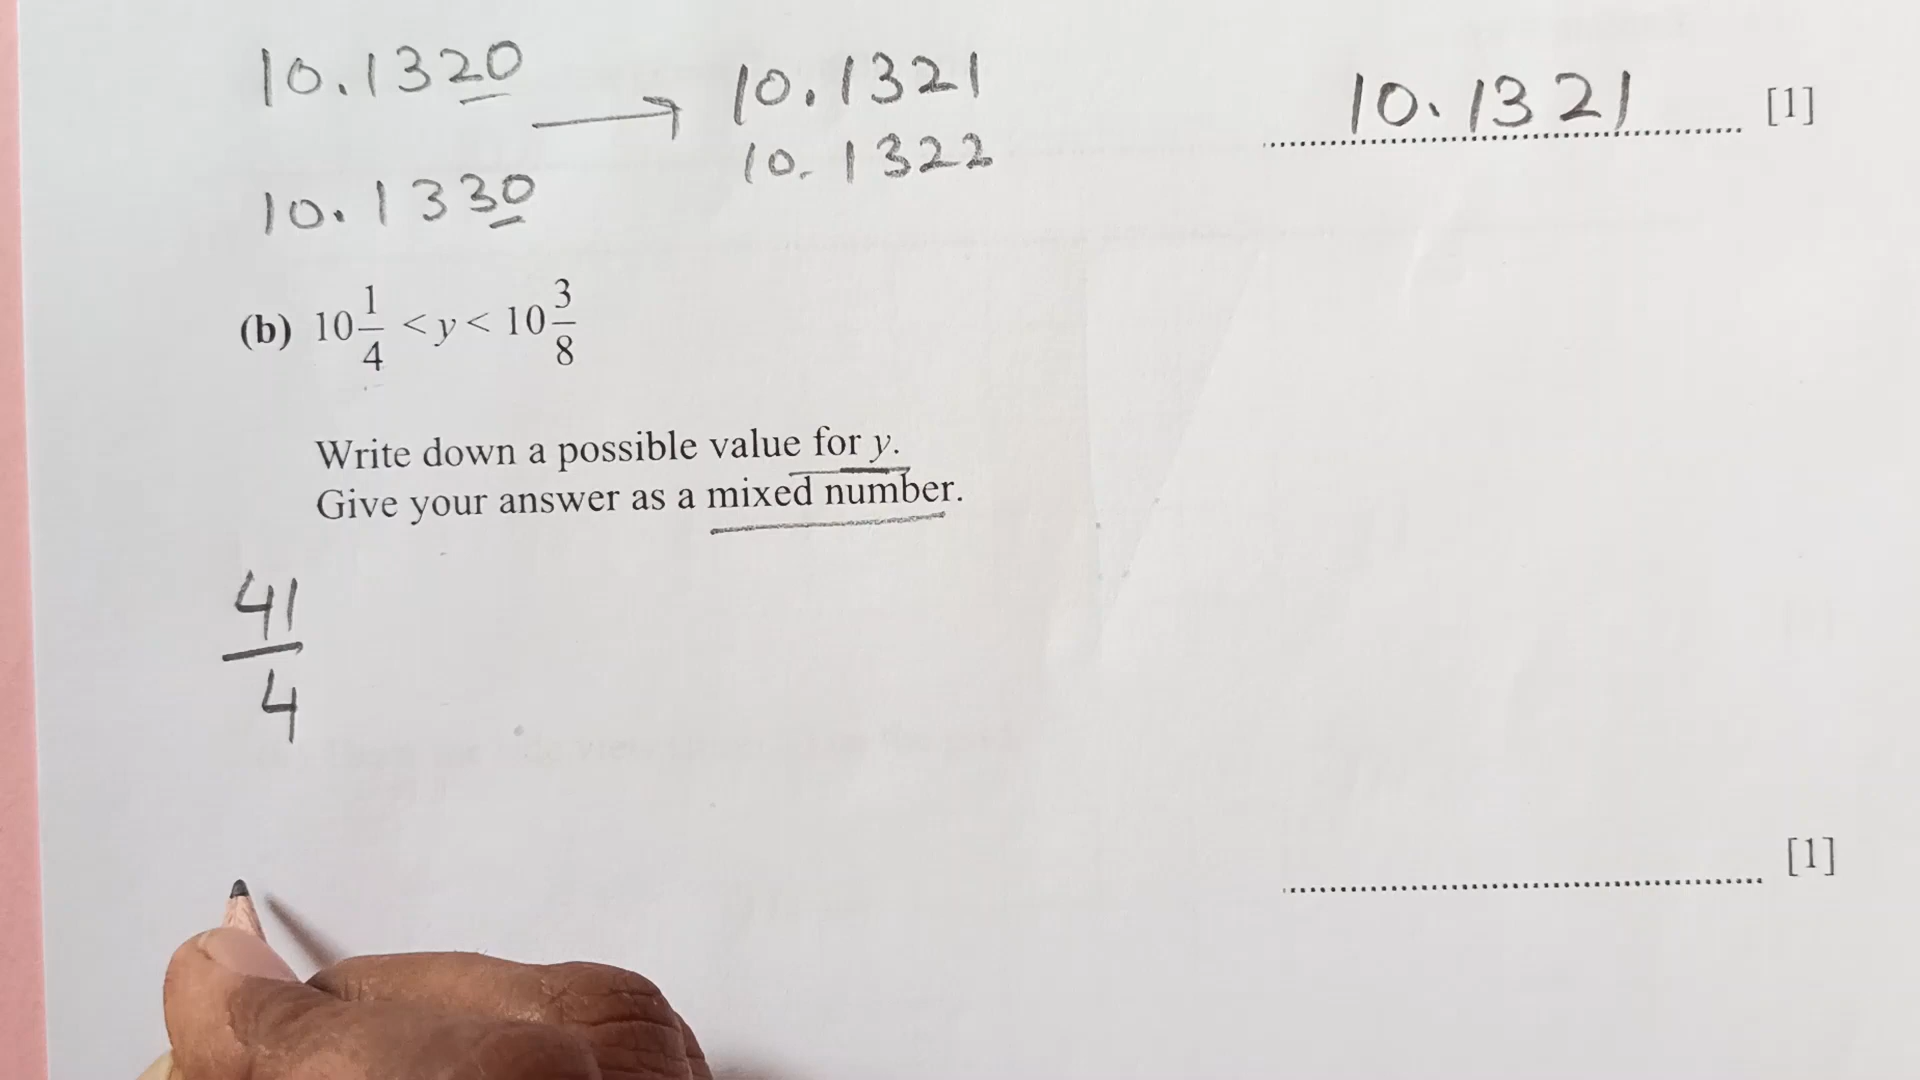 10.1320 → 10.1321 10.1321 [1]
10.1322
10.1330
(b) 10 1/4 < y < 10 3/8
Write down a possible value for y.
Give your answer as a mixed number.
41/4
[1]